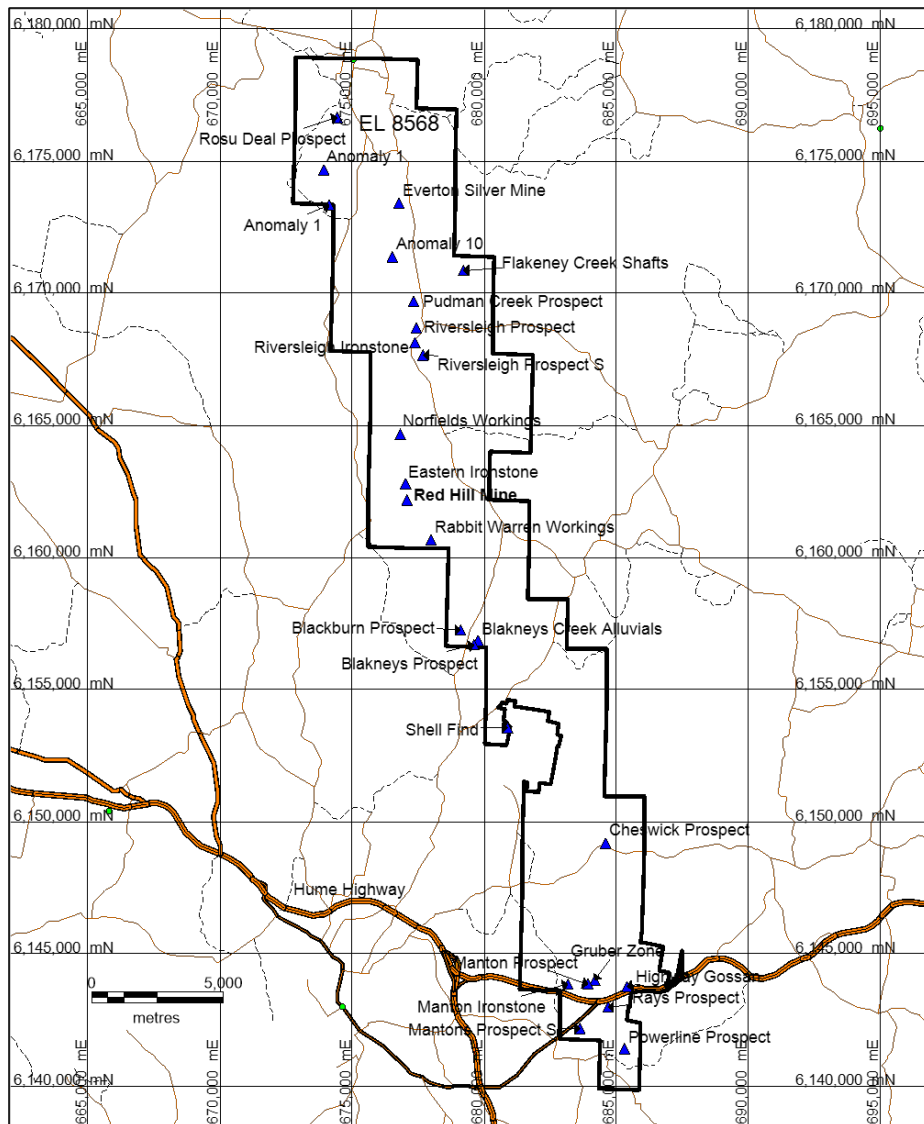 6,180,000 mN
6,180,000 mN
665,000 mE
670,000 mE
675,000 mE
680,000 mE
685,000 mE
690,000 mE
695,000 mE
EL 8568
Rosu Deal Prospect
6,175,000 mN
6,175,000 mN
Anomaly 1
Everton Silver Mine
Anomaly 1
Anomaly 10
Flakeney Creek Shafts
6,170,000 mN
6,170,000 mN
Pudman Creek Prospect
Riversleigh Prospect
Riversleigh Ironstone
Riversleigh Prospect S
6,165,000 mN
6,165,000 mN
Norfields Workings
Eastern Ironstone
Red Hill Mine
Rabbit Warren Workings
6,160,000 mN
6,160,000 mN
Blackburn Prospect
Blakneys Creek Alluvials
Blakneys Prospect
6,155,000 mN
6,155,000 mN
Shell Find
6,150,000 mN
6,150,000 mN
Cheswick Prospect
Hume Highway
6,145,000 mN
6,145,000 mN
Gruber Zone
Manton Prospect
Highway Gossan
0 5,000
metres
Manton Ironstone
Rays Prospect
Mantons Prospect S
Powerline Prospect
6,140,000 mN
6,140,000 mN
665,000 mE
670,000 mE
675,000 mE
680,000 mE
685,000 mE
690,000 mE
695,000 mE